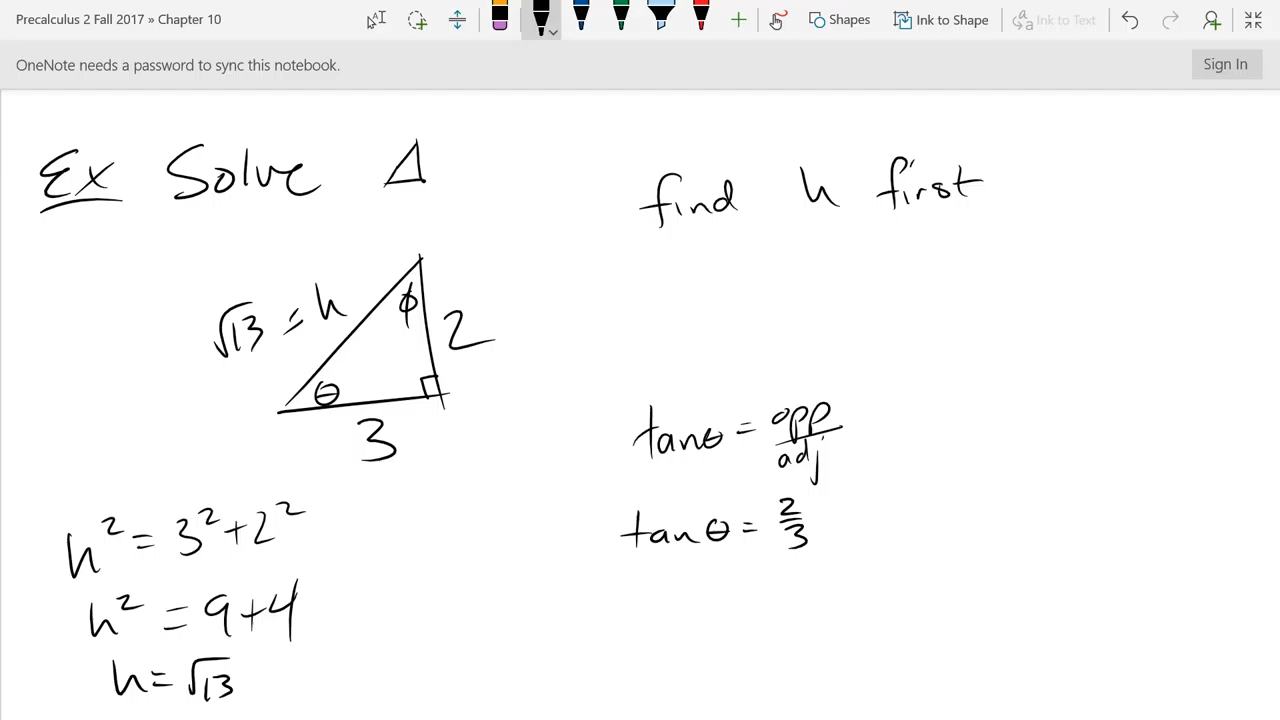 Precalculus 2 Fall 2017 » Chapter 10
Shapes
Ink to Shape
Ink to Text
OneNote needs a password to sync this notebook.
Sign In
Ex Solve Δ
find h first
√13 = h
ϕ
2
θ
3
tanθ = opp/adj
tanθ = 2/3
h² = 3² + 2²
h² = 9 + 4
h = √13